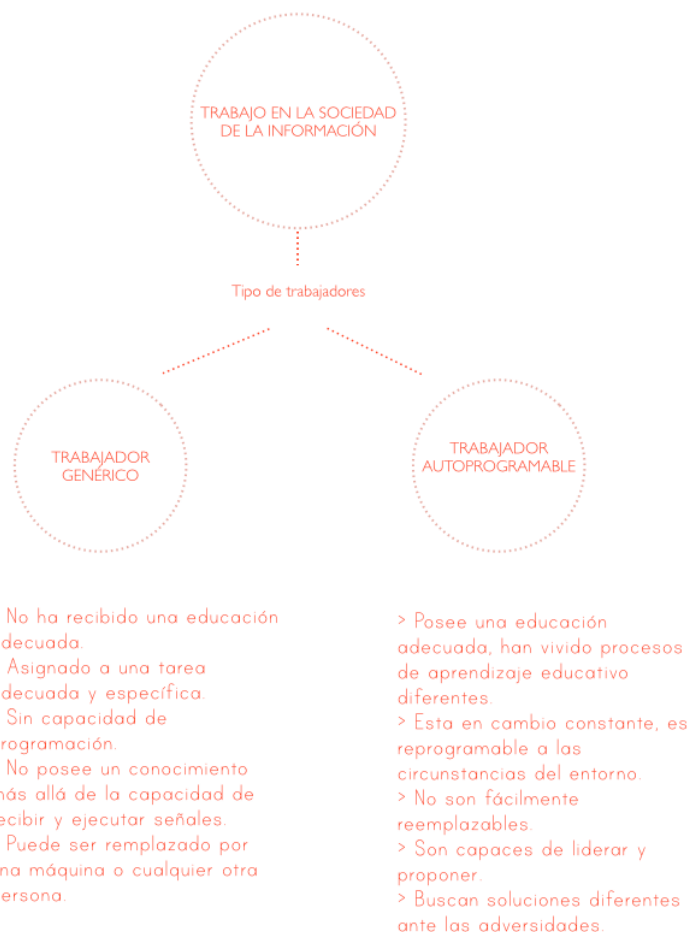 TRABAJO EN LA SOCIEDAD
DE LA INFORMACIÓN
Tipo de trabajadores
TRABAJADOR
GENÉRICO
TRABAJADOR
AUTOPROGRAMABLE
No ha recibido una educación
decuada.
Asignado a una tarea
decuada y específica.
Sin capacidad de
rogramación.
No posee un conocimiento
más allá de la capacidad de
ecibir y ejecutar señales.
Puede ser remplazado por
na máquina o cualquier otra
ersona.
> Posee una educación
adecuada, han vivido procesos
de aprendizaje educativo
diferentes.
> Esta en cambio constante, es
reprogramable a las
circunstancias del entorno.
> No son fácilmente
reemplazables.
> Son capaces de liderar y
proponer.
> Buscan soluciones diferentes
ante las adversidades.